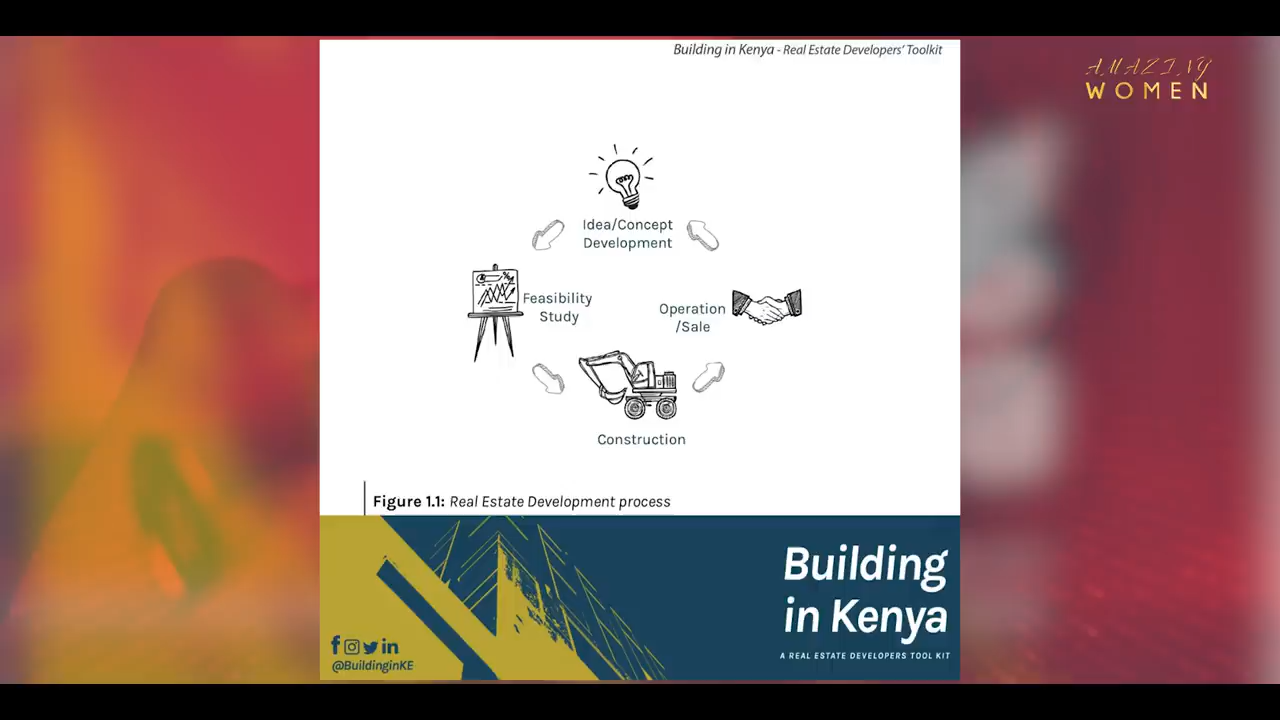 Building in Kenya - Real Estate Developers' Toolkit
AMAZING
WOMEN
Idea/Concept
Development
Feasibility
Study
Operation
/Sale
Construction
Figure 1.1: Real Estate Development process
Building
in Kenya
A REAL ESTATE DEVELOPERS TOOL KIT
@BuildinginKE